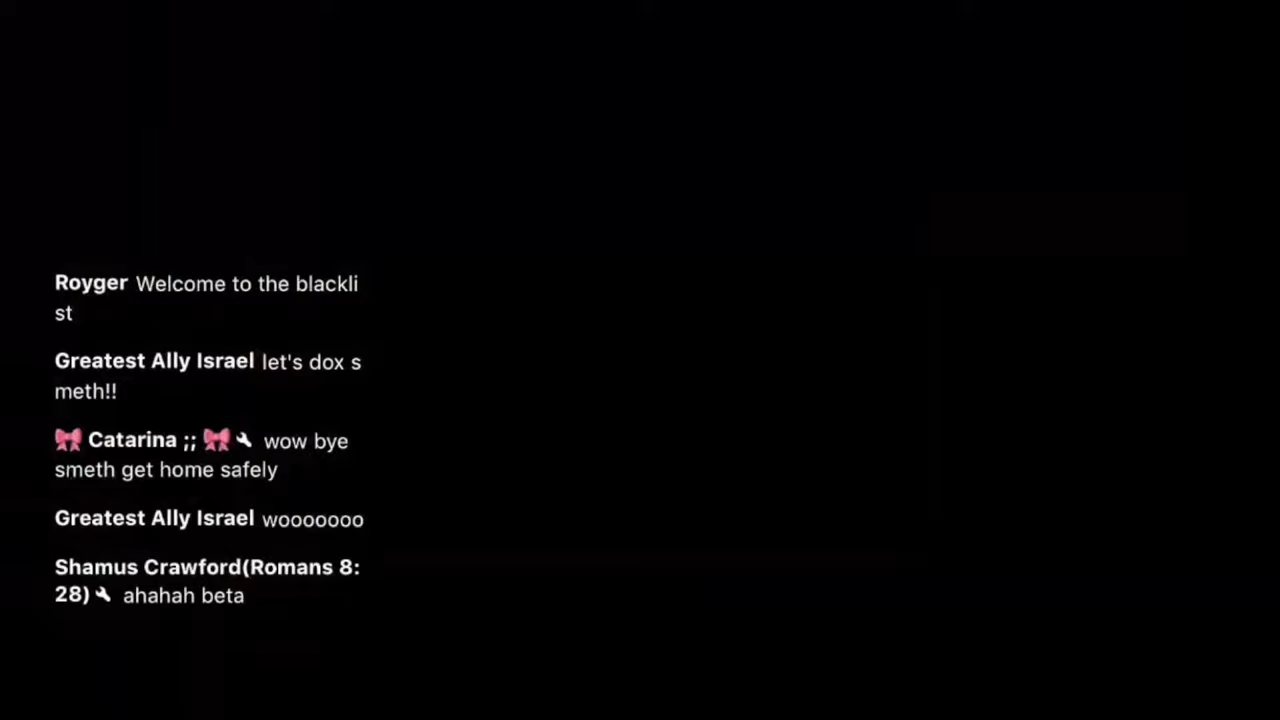 Royger Welcome to the blackli
st
Greatest Ally Israel let's dox s
meth!!
🎀 Catarina ;; 🎀🔧 wow bye
smeth get home safely
Greatest Ally Israel wooooooo
Shamus Crawford(Romans 8:
28)🔧 ahahah beta